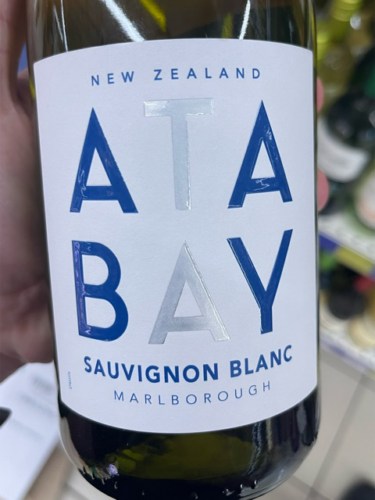 NEW ZEALAND
ATA
BAY
SAUVIGNON BLANC
MARLBOROUGH